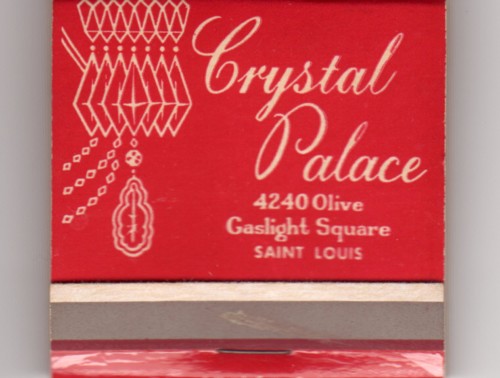 Crystal
Palace
4240 Olive
Gaslight Square
SAINT LOUIS